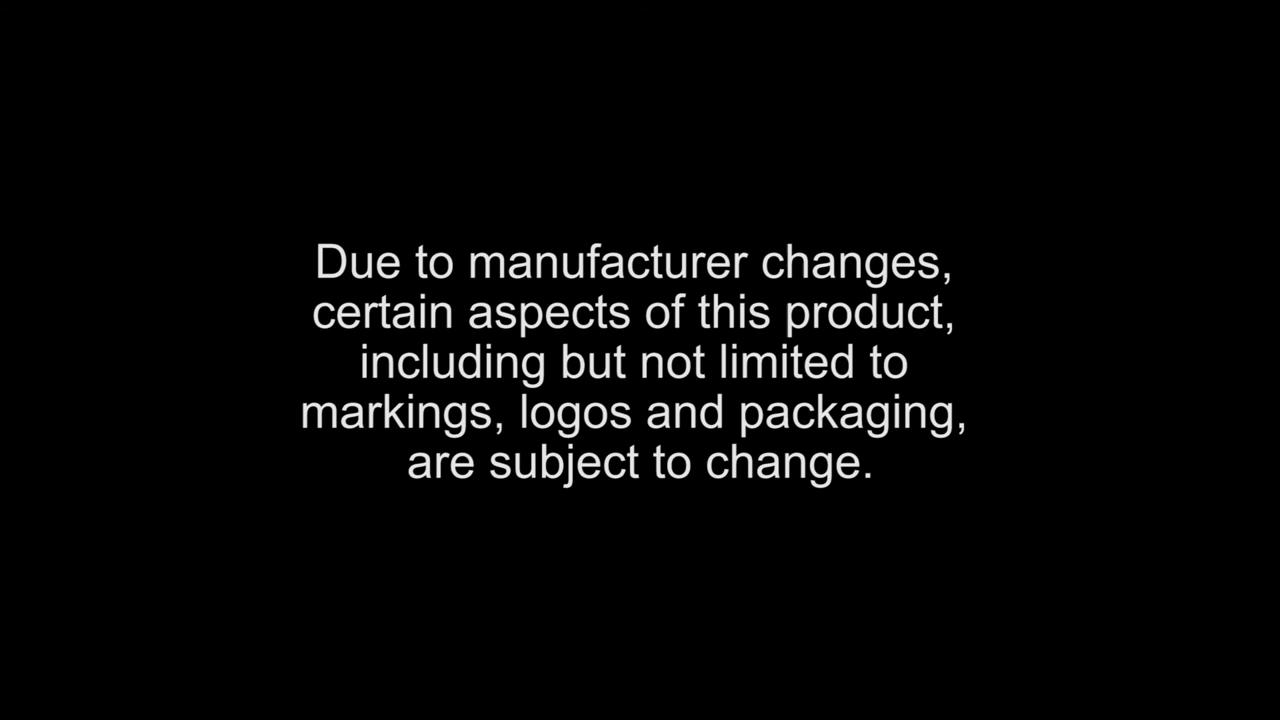 Due to manufacturer changes,
certain aspects of this product,
including but not limited to
markings, logos and packaging,
are subject to change.